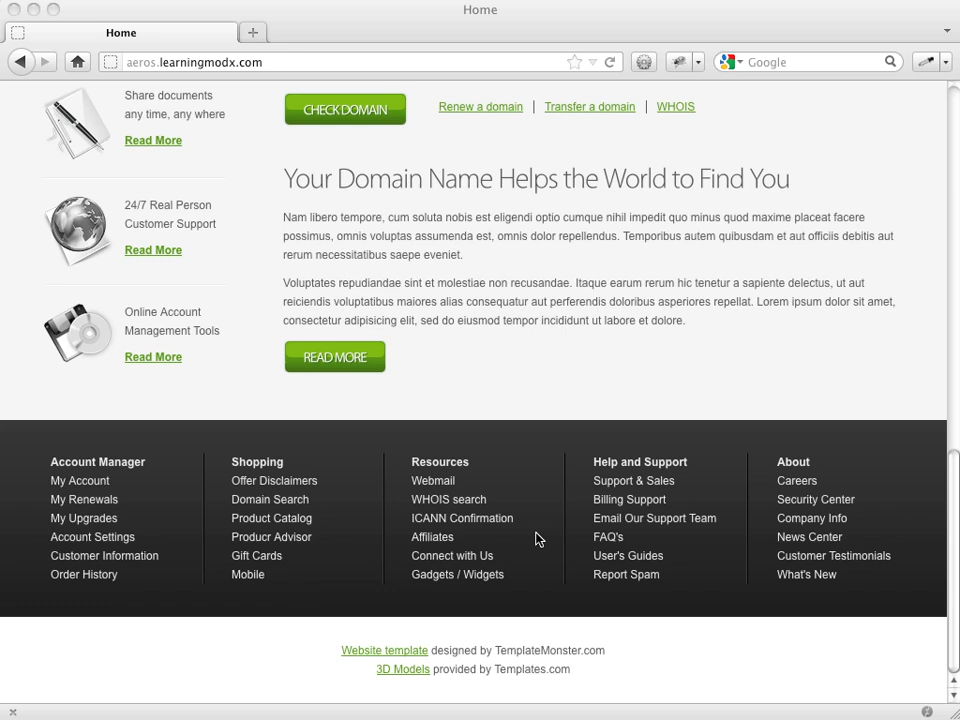 Home
Home
aeros.learningmodx.com
Google
Share documents
any time, any where
Read More
24/7 Real Person
Customer Support
Read More
Online Account
Management Tools
Read More
CHECK DOMAIN
Renew a domain | Transfer a domain | WHOIS
Your Domain Name Helps the World to Find You
Nam libero tempore, cum soluta nobis est eligendi optio cumque nihil impedit quo minus quod maxime placeat facere
possimus, omnis voluptas assumenda est, omnis dolor repellendus. Temporibus autem quibusdam et aut officiis debitis aut
rerum necessitatibus saepe eveniet.
Voluptates repudiandae sint et molestiae non recusandae. Itaque earum rerum hic tenetur a sapiente delectus, ut aut
reiciendis voluptatibus maiores alias consequatur aut perferendis doloribus asperiores repellat. Lorem ipsum dolor sit amet,
consectetur adipisicing elit, sed do eiusmod tempor incididunt ut labore et dolore.
READ MORE
Account Manager
My Account
My Renewals
My Upgrades
Account Settings
Customer Information
Order History
Shopping
Offer Disclaimers
Domain Search
Product Catalog
Producr Advisor
Gift Cards
Mobile
Resources
Webmail
WHOIS search
ICANN Confirmation
Affiliates
Connect with Us
Gadgets / Widgets
Help and Support
Support & Sales
Billing Support
Email Our Support Team
FAQ's
User's Guides
Report Spam
About
Careers
Security Center
Company Info
News Center
Customer Testimonials
What's New
Website template designed by TemplateMonster.com
3D Models provided by Templates.com